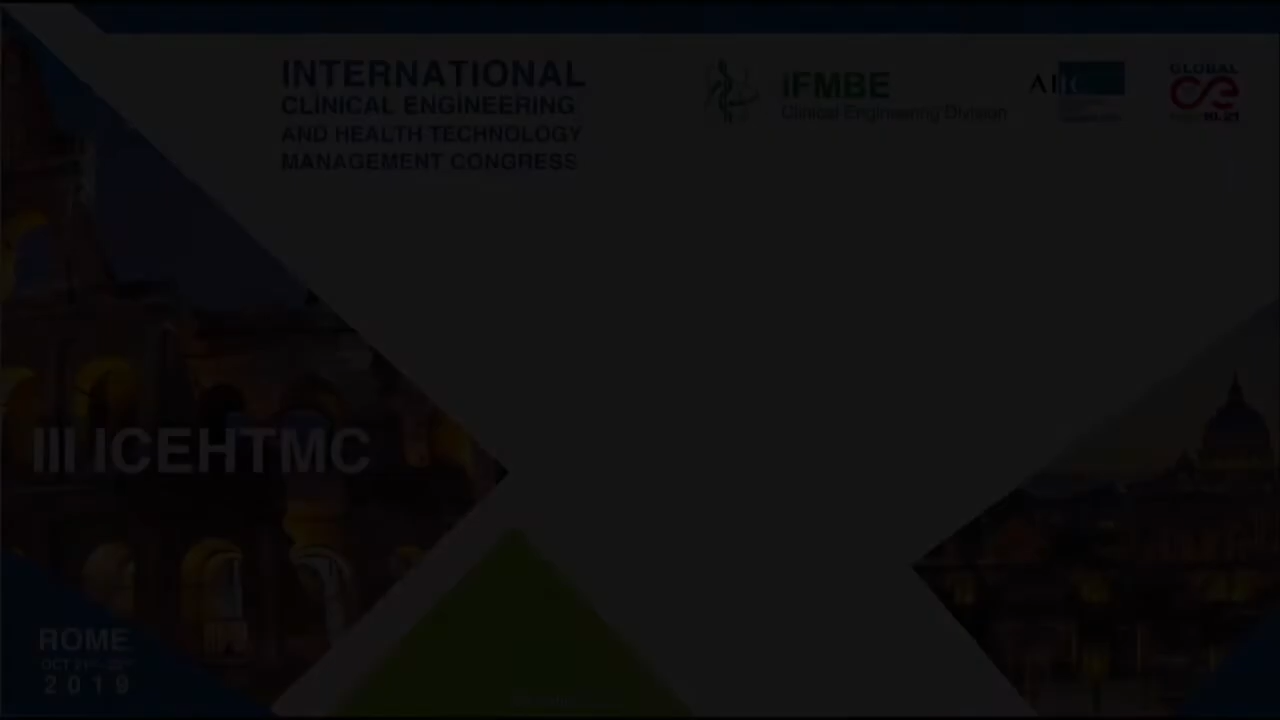 INTERNATIONAL
CLINICAL ENGINEERING
AND HEALTH TECHNOLOGY
MANAGEMENT CONGRESS
IFMBE
Clinical Engineering Division
GLOBAL
III ICEHTMC
ROME
2019